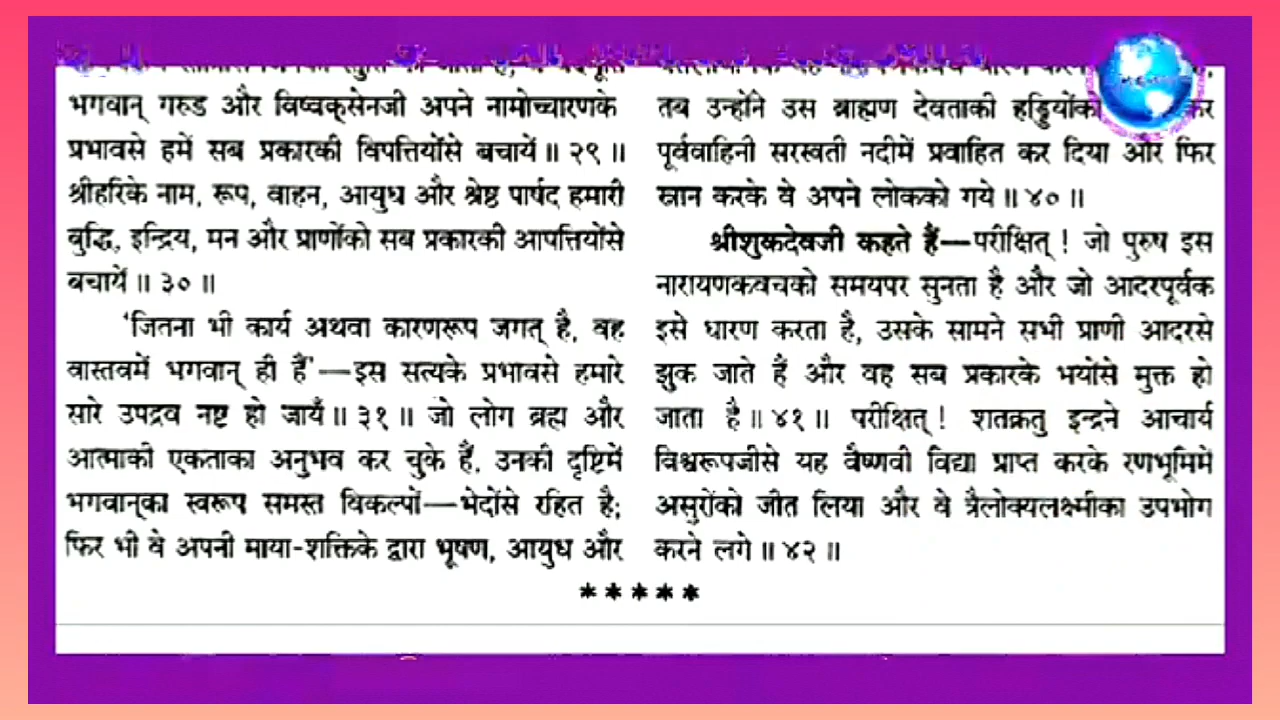 भगवान् गरुड और विष्वक्सेनजी अपने नामोच्चारणके
प्रभावसे हमें सब प्रकारकी विपत्तियोंसे बचायें ॥ २९ ॥
श्रीहरिके नाम, रूप, वाहन, आयुध और श्रेष्ठ पार्षद हमारी
बुद्धि, इन्द्रिय, मन और प्राणोंको सब प्रकारकी आपत्तियोंसे
बचायें ॥ ३० ॥
‘जितना भी कार्य अथवा कारणरूप जगत् है, वह
वास्तवमें भगवान् ही हैं’—इस सत्यके प्रभावसे हमारे
सारे उपद्रव नष्ट हो जायँ ॥ ३१ ॥ जो लोग ब्रह्म और
आत्माकी एकताका अनुभव कर चुके हैं, उनकी दृष्टिमें
भगवान्‌का स्वरूप समस्त विकल्पों—भेदोंसे रहित है;
फिर भी वे अपनी माया-शक्तिके द्वारा भूषण, आयुध और
तब उन्होंने उस ब्राह्मण देवताकी कर
पूर्ववाहिनी सरस्वती नदीमें प्रवाहित कर दिया और फिर
स्नान करके वे अपने लोकको गये ॥ ४० ॥
श्रीशुकदेवजी कहते हैं—परीक्षित् ! जो पुरुष इस
नारायणकवचको समयपर सुनता है और जो आदरपूर्वक
इसे धारण करता है, उसके सामने सभी प्राणी आदरसे
झुक जाते हैं और वह सब प्रकारके भयोंसे मुक्त हो
जाता है ॥ ४१ ॥ परीक्षित् ! शतक्रतु इन्द्रने आचार्य
विश्वरूपजीसे यह वैष्णवी विद्या प्राप्त करके रणभूमिमें
असुरोंको जीत लिया और वे त्रैलोक्यलक्ष्मीका उपभोग
करने लगे ॥ ४२ ॥
*****